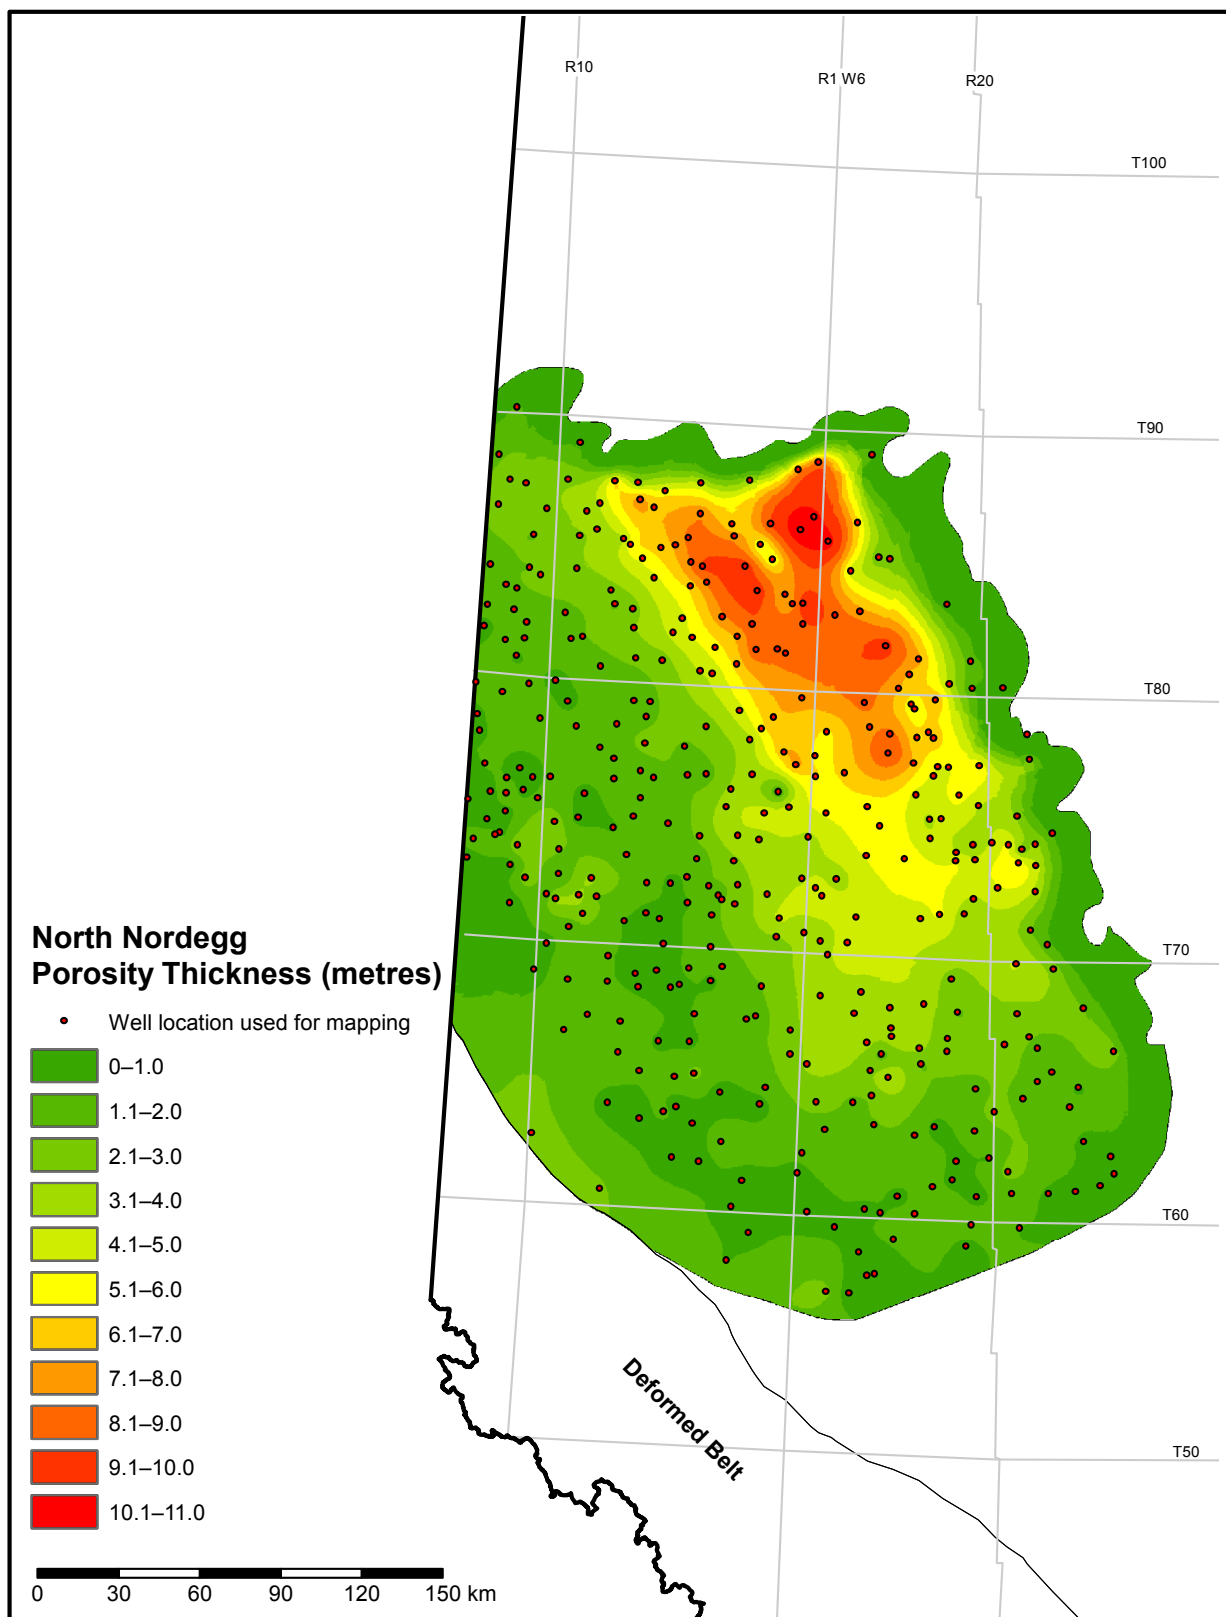 R10
R1 W6
R20
T100
T90
T80
North Nordegg
Porosity Thickness (metres)
T70
Well location used for mapping
0–1.0
1.1–2.0
2.1–3.0
3.1–4.0
T60
4.1–5.0
5.1–6.0
6.1–7.0
7.1–8.0
Deformed Belt
8.1–9.0
T50
9.1–10.0
10.1–11.0
0 30 60 90 120 150 km